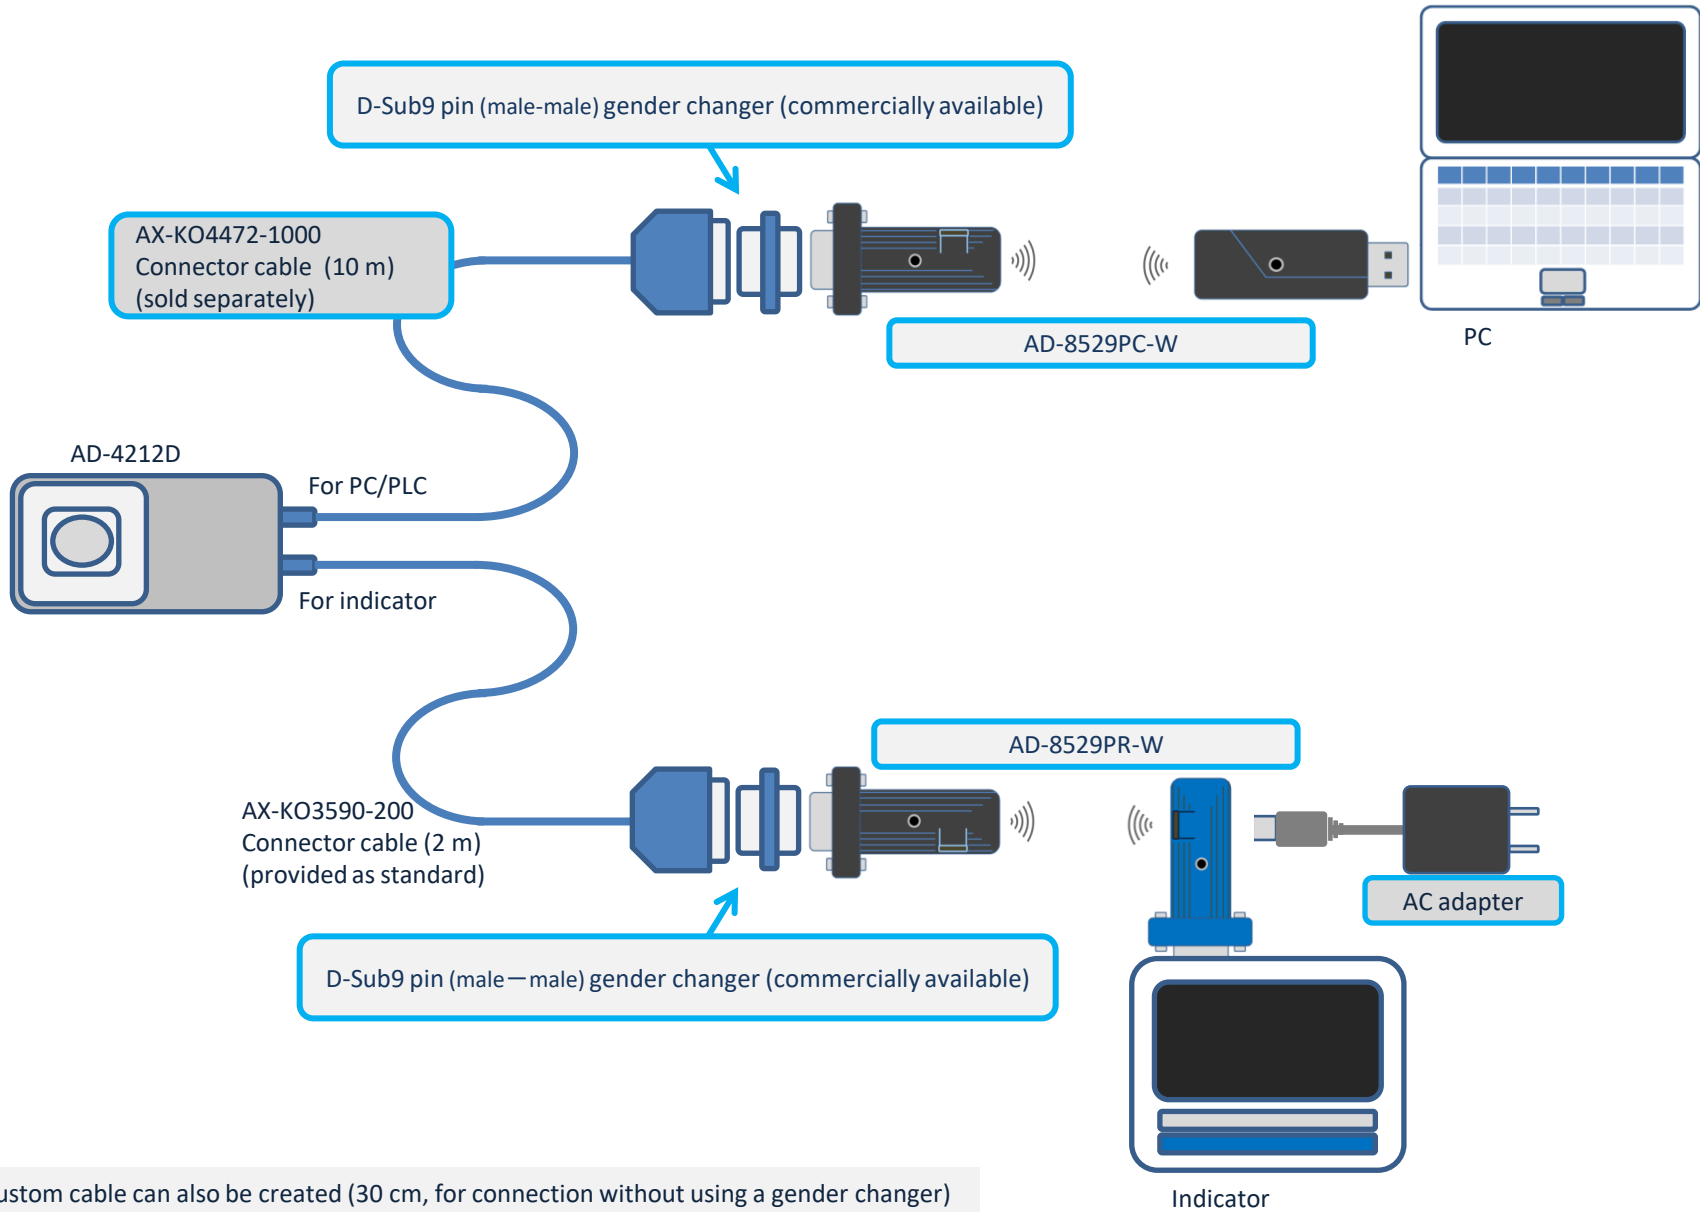 D-Sub9 pin (male-male) gender changer (commercially available)
AX-KO4472-1000
Connector cable (10 m)
(sold separately)
AD-8529PC-W
PC
AD-4212D
For PC/PLC
For indicator
AD-8529PR-W
AX-KO3590-200
Connector cable (2 m)
(provided as standard)
AC adapter
D-Sub9 pin (male－male) gender changer (commercially available)
cable can also be created (30 cm, for connection without using a gender changer)
Indicator